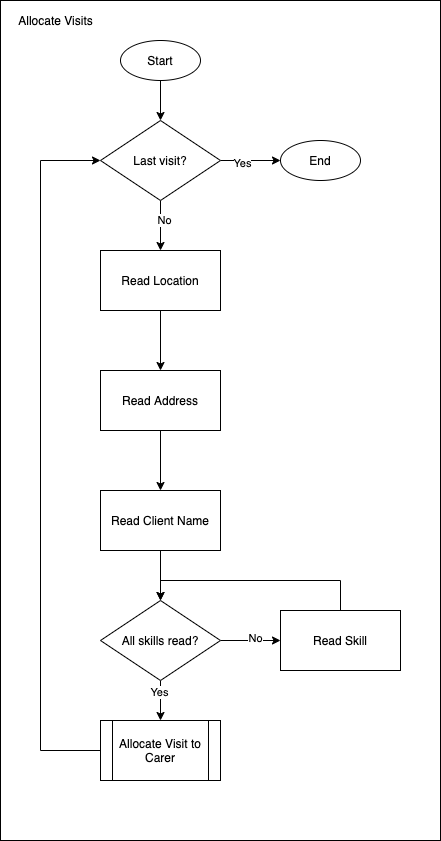 Allocate Visits
Start
Last visit?
Yes
End
No
Read Location
Read Address
Read Client Name
All skills read?
No
Read Skill
Yes
Allocate Visit to
Carer